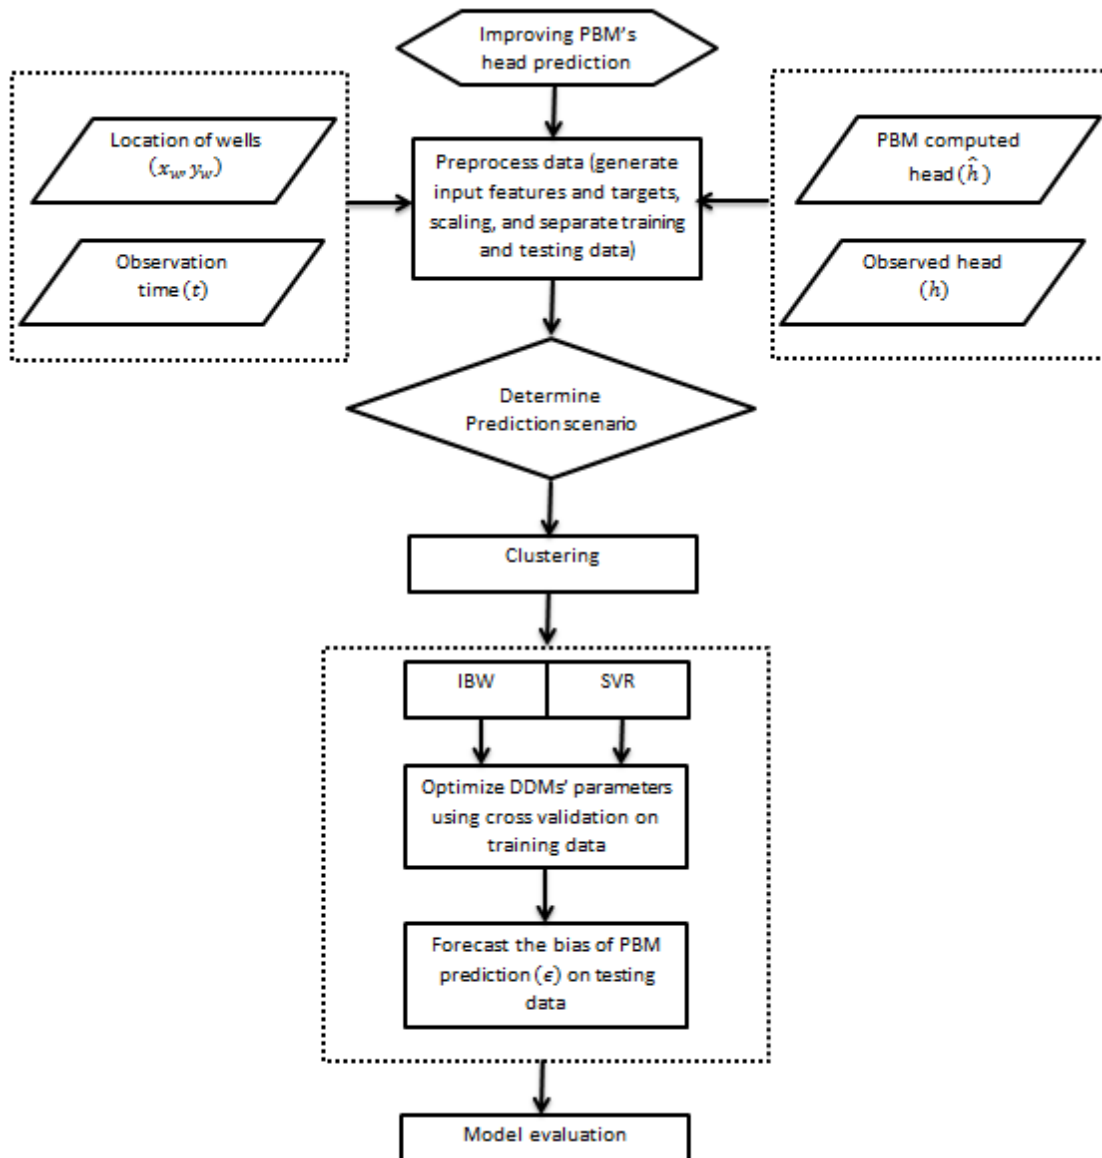 Improving PBM's
head prediction
Location of wells
(x_w, y_w)
Observation
time (t)
Preprocess data (generate
input features and targets,
scaling, and separate training
and testing data)
PBM computed
head (ĥ)
Observed head
(h)
Determine
Prediction scenario
Clustering
IBW
SVR
Optimize DDMs' parameters
using cross validation on
training data
Forecast the bias of PBM
prediction (ϵ) on testing
data
Model evaluation